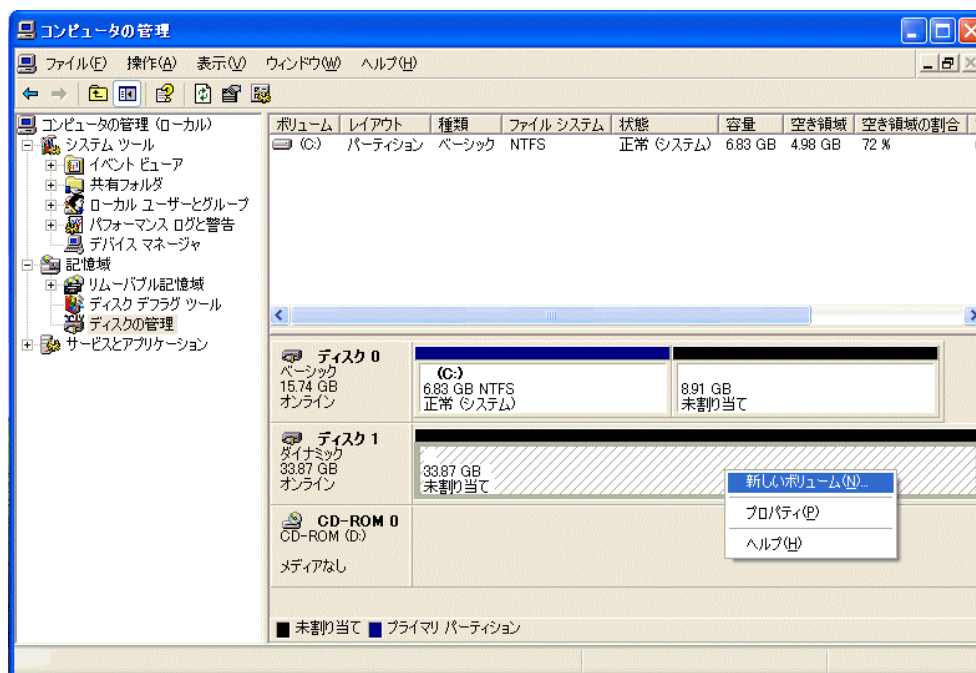 コンピュータの管理
ファイル(F) 操作(A) 表示(V) ウィンドウ(W) ヘルプ(H)
コンピュータの管理 (ローカル)
システム ツール
イベント ビューア
共有フォルダ
ローカル ユーザーとグループ
パフォーマンス ログと警告
デバイス マネージャ
記憶域
リムーバブル記憶域
ディスク デフラグ ツール
ディスクの管理
サービスとアプリケーション
ボリューム レイアウト 種類 ファイル システム 状態 容量 空き領域 空き領域の割合
(C:) パーティション ベーシック NTFS 正常 (システム) 6.83 GB 4.98 GB 72 %
ディスク 0
ベーシック
15.74 GB
オンライン
(C:)
6.83 GB NTFS
正常 (システム)
8.91 GB
未割り当て
ディスク 1
ダイナミック
33.87 GB
オンライン
33.87 GB
未割り当て
新しいボリューム(N)...
プロパティ(P)
ヘルプ(H)
CD-ROM 0
CD-ROM (D:)
メディアなし
未割り当て プライマリ パーティション